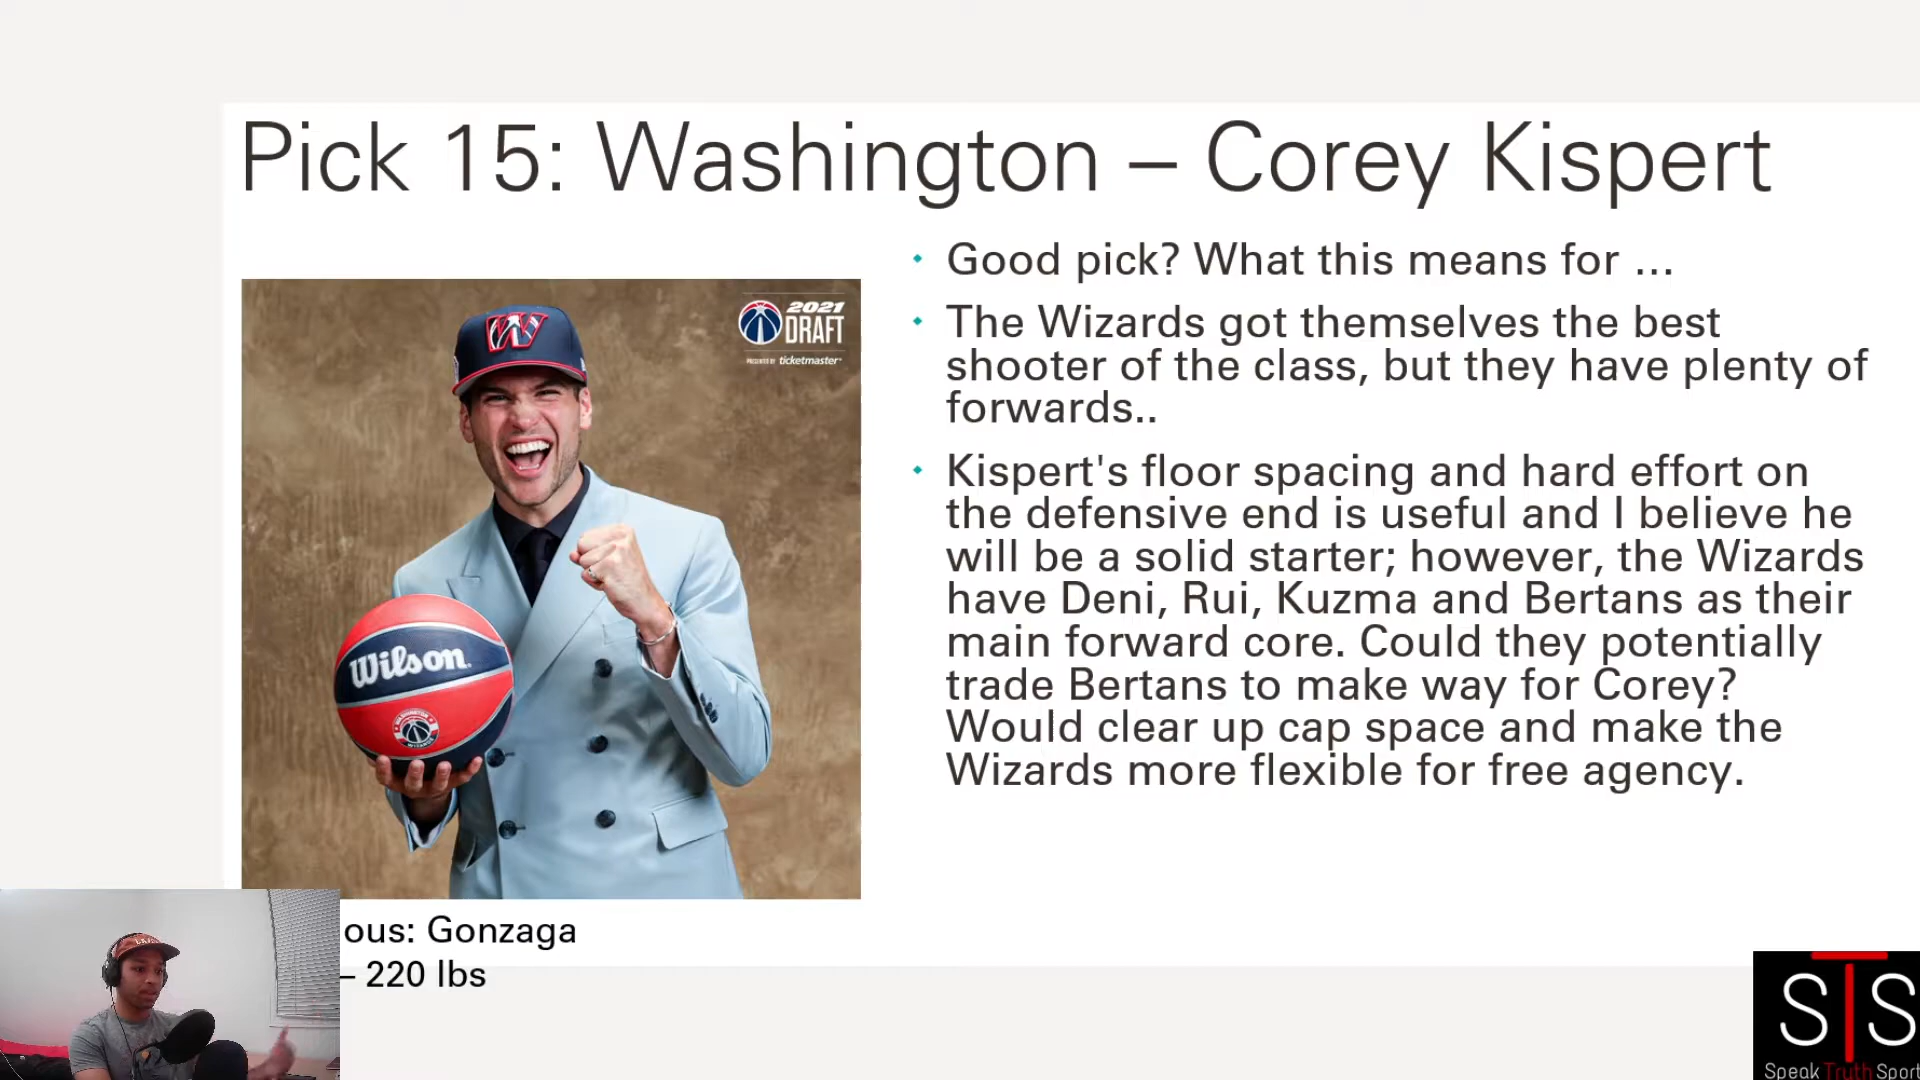 Pick 15: Washington – Corey Kispert
• Good pick? What this means for ...
• The Wizards got themselves the best
shooter of the class, but they have plenty of
forwards..
• Kispert's floor spacing and hard effort on
the defensive end is useful and I believe he
will be a solid starter; however, the Wizards
have Deni, Rui, Kuzma and Bertans as their
main forward core. Could they potentially
trade Bertans to make way for Corey?
Would clear up cap space and make the
Wizards more flexible for free agency.
2021
DRAFT
PRESENTED BY ticketmaster
W
Wilson
WASHINGTON
WIZARDS
ous: Gonzaga
– 220 lbs
STS
Speak Truth Sport